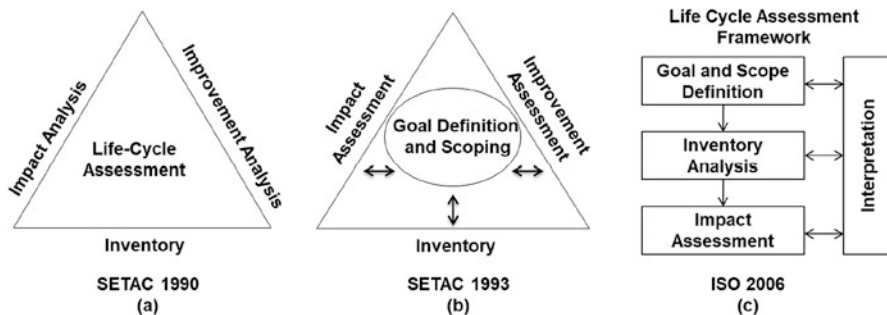 Impact Analysis
Improvement Analysis
Life-Cycle
Assessment
Inventory
SETAC 1990
(a)
Impact
Assessment
Improvement
Assessment
Goal Definition
and Scoping
Inventory
SETAC 1993
(b)
Life Cycle Assessment
Framework
Goal and Scope
Definition
Inventory
Analysis
Impact
Assessment
Interpretation
ISO 2006
(c)